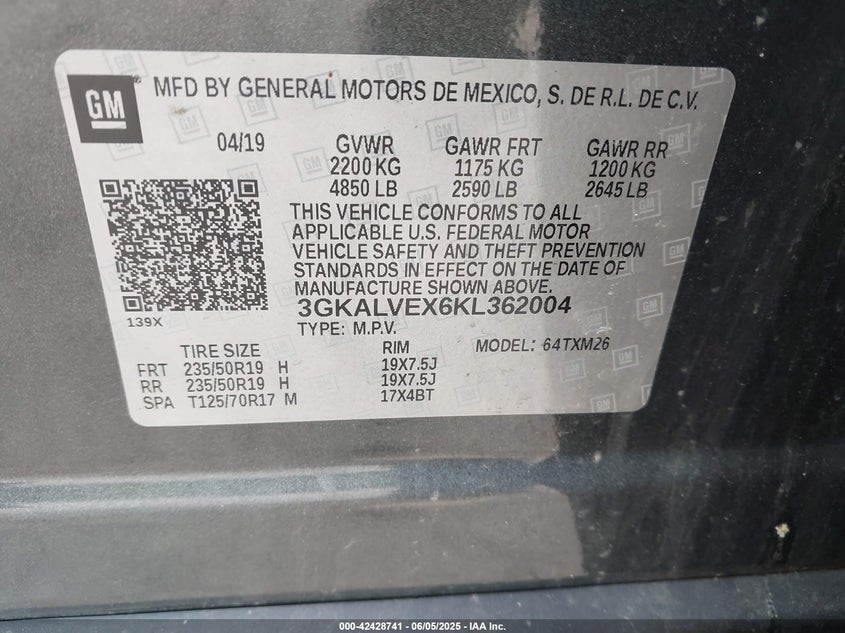 GM
MFD BY GENERAL MOTORS DE MEXICO, S. DE R.L. DE C.V.
04/19 GVWR GAWR FRT GAWR RR
2200 KG 1175 KG 1200 KG
4850 LB 2590 LB 2645 LB
THIS VEHICLE CONFORMS TO ALL
APPLICABLE U.S. FEDERAL MOTOR
VEHICLE SAFETY AND THEFT PREVENTION
STANDARDS IN EFFECT ON THE DATE OF
MANUFACTURE SHOWN ABOVE.
3GKALVEX6KL362004
139X
TYPE: M.P.V.
TIRE SIZE RIM MODEL: 64TXM26
FRT 235/50R19 H 19X7.5J
RR 235/50R19 H 19X7.5J
SPA T125/70R17 M 17X4BT
000-42428741 / 06/05/2025 - IAA Inc.